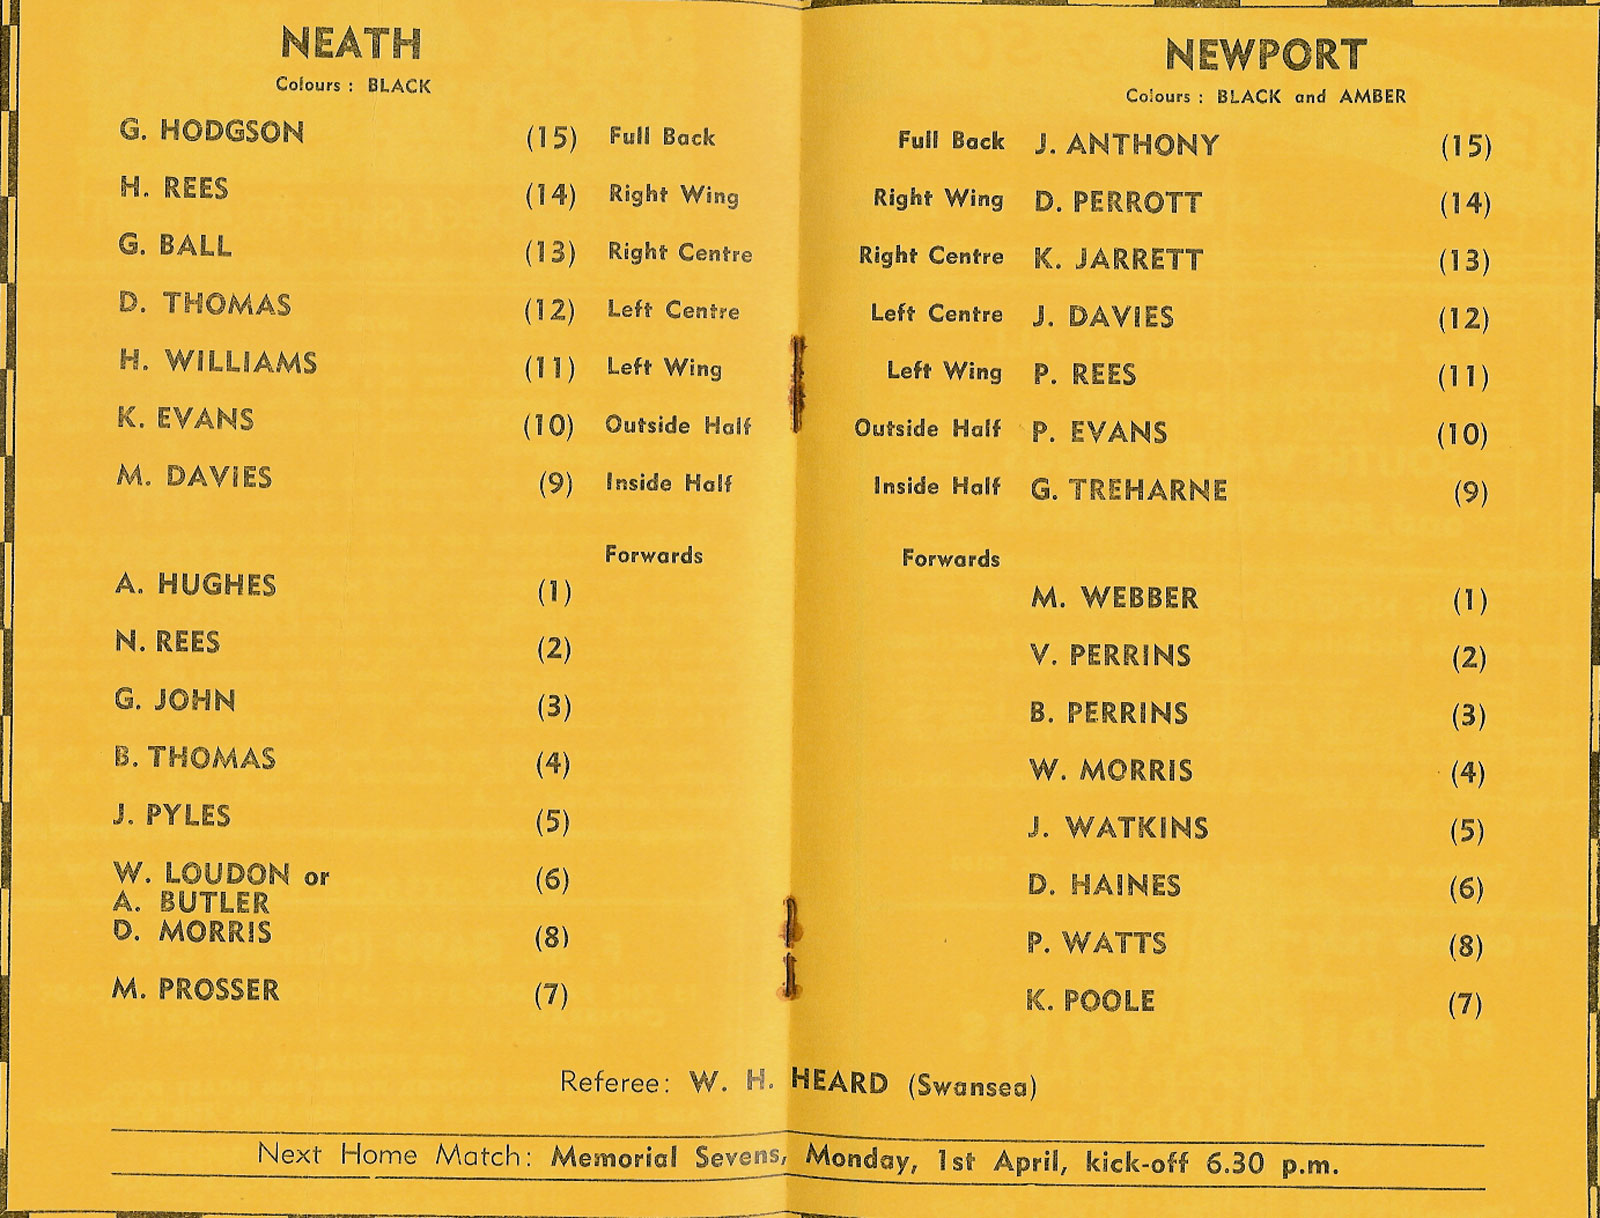 NEATH
Colours : BLACK
G. HODGSON (15) Full Back
H. REES (14) Right Wing
G. BALL (13) Right Centre
D. THOMAS (12) Left Centre
H. WILLIAMS (11) Left Wing
K. EVANS (10) Outside Half
M. DAVIES (9) Inside Half
Forwards
A. HUGHES (1)
N. REES (2)
G. JOHN (3)
B. THOMAS (4)
J. PYLES (5)
W. LOUDON or (6)
A. BUTLER
D. MORRIS (8)
M. PROSSER (7)
NEWPORT
Colours : BLACK and AMBER
Full Back J. ANTHONY (15)
Right Wing D. PERROTT (14)
Right Centre K. JARRETT (13)
Left Centre J. DAVIES (12)
Left Wing P. REES (11)
Outside Half P. EVANS (10)
Inside Half G. TREHARNE (9)
Forwards
M. WEBBER (1)
V. PERRINS (2)
B. PERRINS (3)
W. MORRIS (4)
J. WATKINS (5)
D. HAINES (6)
P. WATTS (8)
K. POOLE (7)
Referee: W. H. HEARD (Swansea)
Next Home Match: Memorial Sevens, Monday, 1st April, kick-off 6.30 p.m.